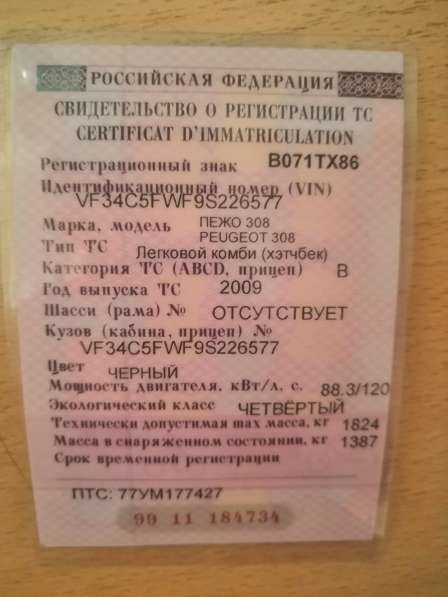 РОССИЙСКАЯ ФЕДЕРАЦИЯ
СВИДЕТЕЛЬСТВО О РЕГИСТРАЦИИ ТС
CERTIFICAT D'IMMATRICULATION
Регистрационный знак В071ТХ86
Идентификационный номер (VIN)
VF34C5FWF9S226577
Марка, модель ПЕЖО 308
PEUGEOT 308
Тип ТС Легковой комби (хэтчбек)
Категория ТС (ABCD, прицеп) В
Год выпуска ТС 2009
Шасси (рама) № ОТСУТСТВУЕТ
Кузов (кабина, прицеп) №
VF34C5FWF9S226577
Цвет ЧЕРНЫЙ
Мощность двигателя, кВт/л. с. 88.3/120
Экологический класс ЧЕТВЁРТЫЙ
Технически допустимая max масса, кг 1824
Масса в снаряженном состоянии, кг 1387
Срок временной регистрации
ПТС: 77УМ177427
99 11 184734